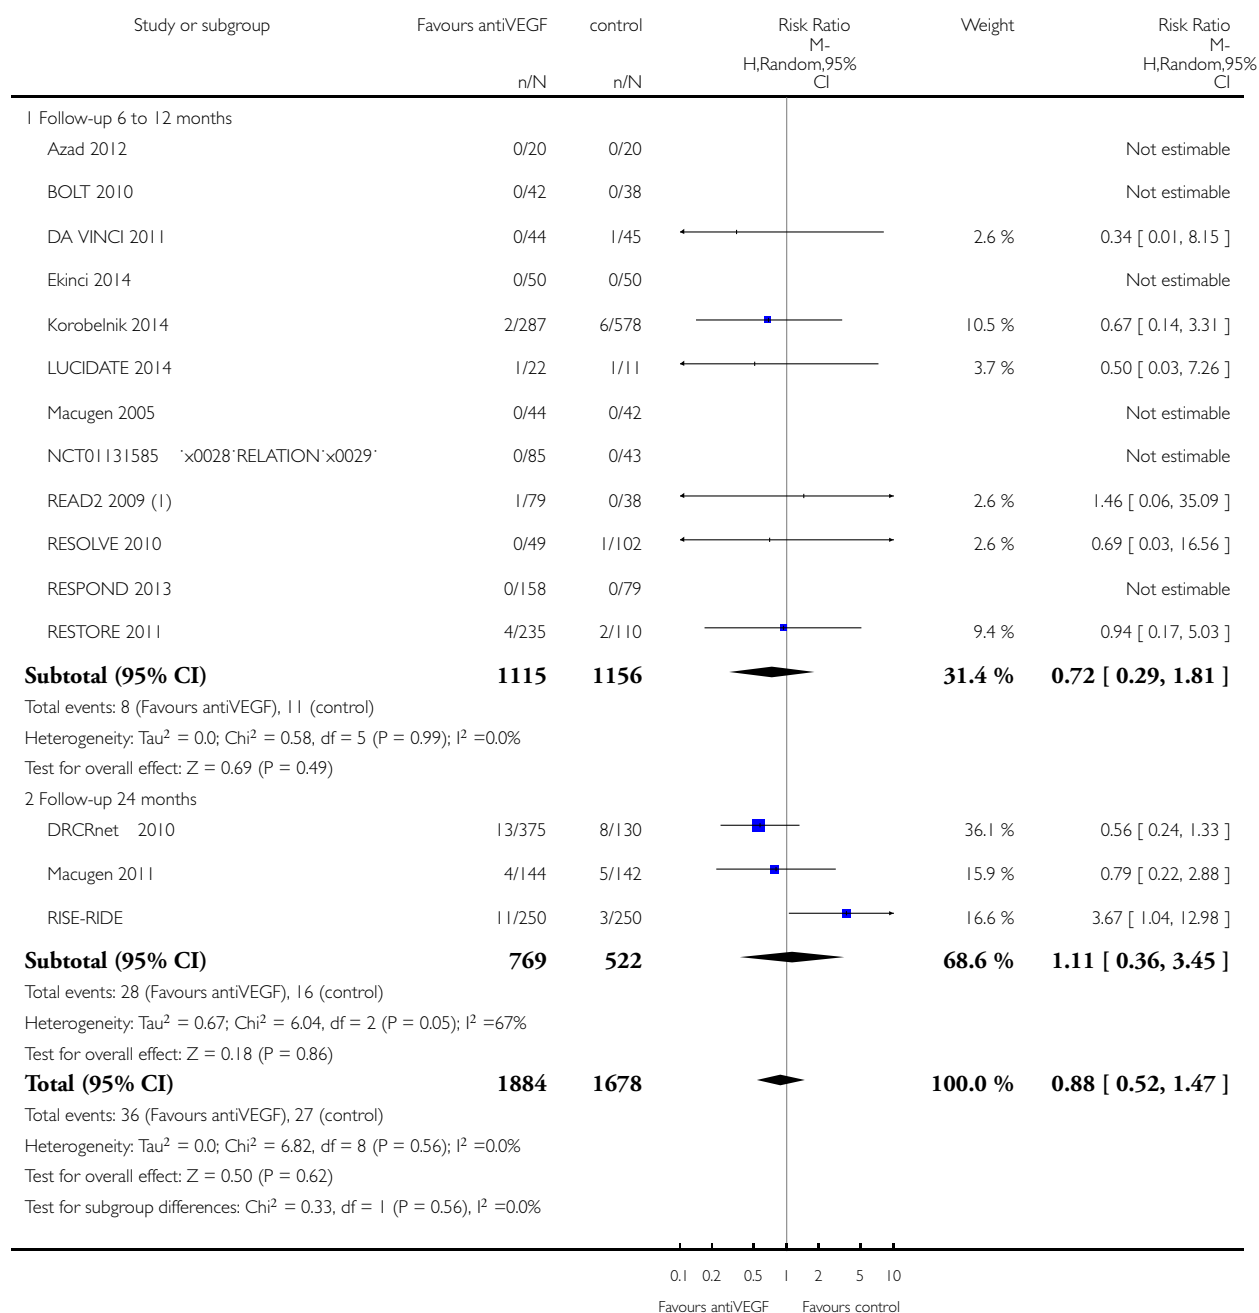 Study or subgroup Favours antiVEGF control Risk Ratio Weight Risk Ratio
M- M-
H,Random,95% H,Random,95%
n/N n/N CI CI
1 Follow-up 6 to 12 months
Azad 2012 0/20 0/20 Not estimable
BOLT 2010 0/42 0/38 Not estimable
DA VINCI 2011 0/44 1/45 2.6 % 0.34 [ 0.01, 8.15 ]
Ekinci 2014 0/50 0/50 Not estimable
Korobelnik 2014 2/287 6/578 10.5 % 0.67 [ 0.14, 3.31 ]
LUCIDATE 2014 1/22 1/11 3.7 % 0.50 [ 0.03, 7.26 ]
Macugen 2005 0/44 0/42 Not estimable
NCT01131585 ˙x0028˙RELATION˙x0029˙ 0/85 0/43 Not estimable
READ2 2009 (1) 1/79 0/38 2.6 % 1.46 [ 0.06, 35.09 ]
RESOLVE 2010 0/49 1/102 2.6 % 0.69 [ 0.03, 16.56 ]
RESPOND 2013 0/158 0/79 Not estimable
RESTORE 2011 4/235 2/110 9.4 % 0.94 [ 0.17, 5.03 ]
Subtotal (95% CI) 1115 1156 31.4 % 0.72 [ 0.29, 1.81 ]
Total events: 8 (Favours antiVEGF), 11 (control)
Heterogeneity: Tau² = 0.0; Chi² = 0.58, df = 5 (P = 0.99); I² =0.0%
Test for overall effect: Z = 0.69 (P = 0.49)
2 Follow-up 24 months
DRCRnet 2010 13/375 8/130 36.1 % 0.56 [ 0.24, 1.33 ]
Macugen 2011 4/144 5/142 15.9 % 0.79 [ 0.22, 2.88 ]
RISE-RIDE 11/250 3/250 16.6 % 3.67 [ 1.04, 12.98 ]
Subtotal (95% CI) 769 522 68.6 % 1.11 [ 0.36, 3.45 ]
Total events: 28 (Favours antiVEGF), 16 (control)
Heterogeneity: Tau² = 0.67; Chi² = 6.04, df = 2 (P = 0.05); I² =67%
Test for overall effect: Z = 0.18 (P = 0.86)
Total (95% CI) 1884 1678 100.0 % 0.88 [ 0.52, 1.47 ]
Total events: 36 (Favours antiVEGF), 27 (control)
Heterogeneity: Tau² = 0.0; Chi² = 6.82, df = 8 (P = 0.56); I² =0.0%
Test for overall effect: Z = 0.50 (P = 0.62)
Test for subgroup differences: Chi² = 0.33, df = 1 (P = 0.56), I² =0.0%
0.1 0.2 0.5 1 2 5 10
Favours antiVEGF Favours control